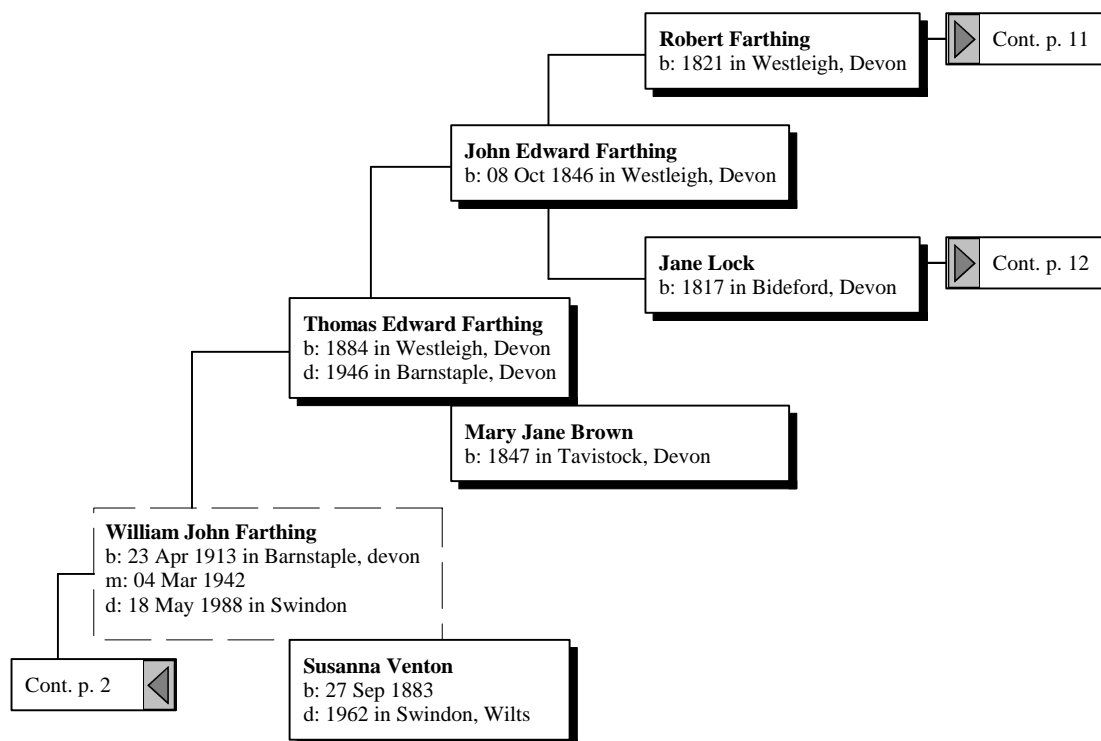 Robert Farthing
b: 1821 in Westleigh, Devon
Cont. p. 11
John Edward Farthing
b: 08 Oct 1846 in Westleigh, Devon
Jane Lock
b: 1817 in Bideford, Devon
Cont. p. 12
Thomas Edward Farthing
b: 1884 in Westleigh, Devon
d: 1946 in Barnstaple, Devon
Mary Jane Brown
b: 1847 in Tavistock, Devon
William John Farthing
b: 23 Apr 1913 in Barnstaple, devon
m: 04 Mar 1942
d: 18 May 1988 in Swindon
Cont. p. 2
Susanna Venton
b: 27 Sep 1883
d: 1962 in Swindon, Wilts